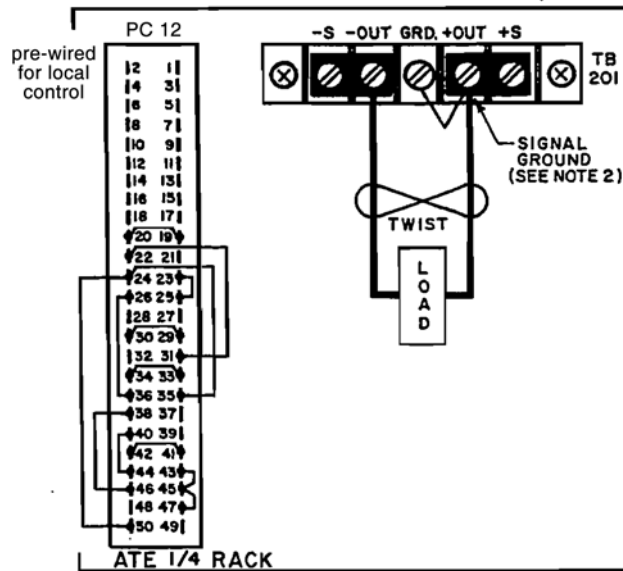 PC 12
pre-wired
for local
control
2 1
4 3
6 5
8 7
10 9
12 11
14 13
16 15
18 17
20 19
22 21
24 23
26 25
28 27
30 29
32 31
34 33
36 35
38 37
40 39
42 41
44 43
46 45
48 47
50 49
ATE 1/4 RACK
-S -OUT GRD. +OUT +S
TB
201
SIGNAL
GROUND
(SEE NOTE 2)
TWIST
LOAD